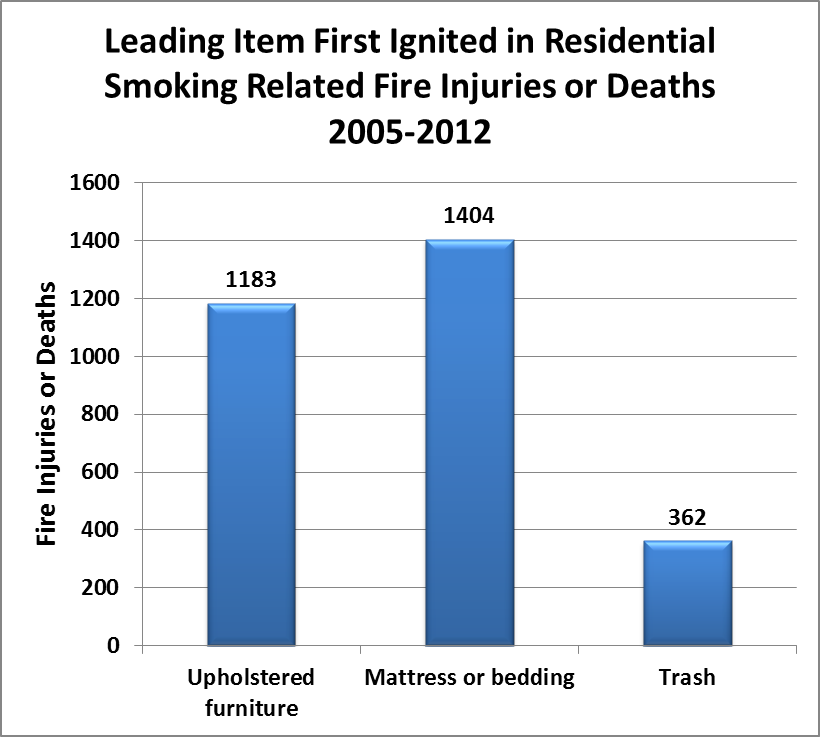 Leading Item First Ignited in Residential
Smoking Related Fire Injuries or Deaths
2005-2012
Fire Injuries or Deaths
1600
1400
1200
1000
800
600
400
200
0
1183
1404
362
Upholstered
furniture
Mattress or bedding
Trash